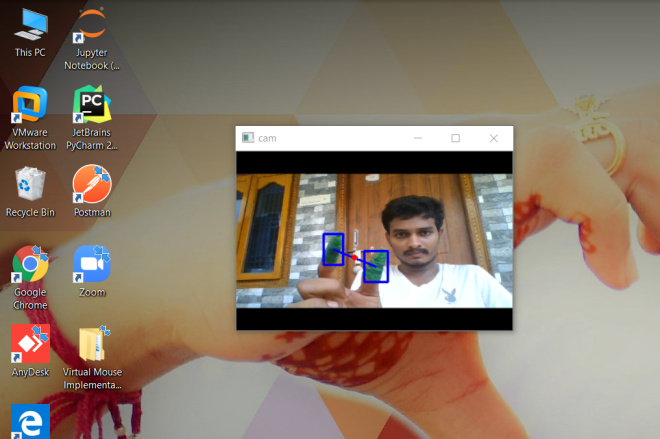 This PC
Jupyter
Notebook (...
VMware
Workstation
PC
JetBrains
PyCharm 2...
Recycle Bin
Postman
Google
Chrome
Zoom
AnyDesk
Virtual Mouse
Implementa...
cam